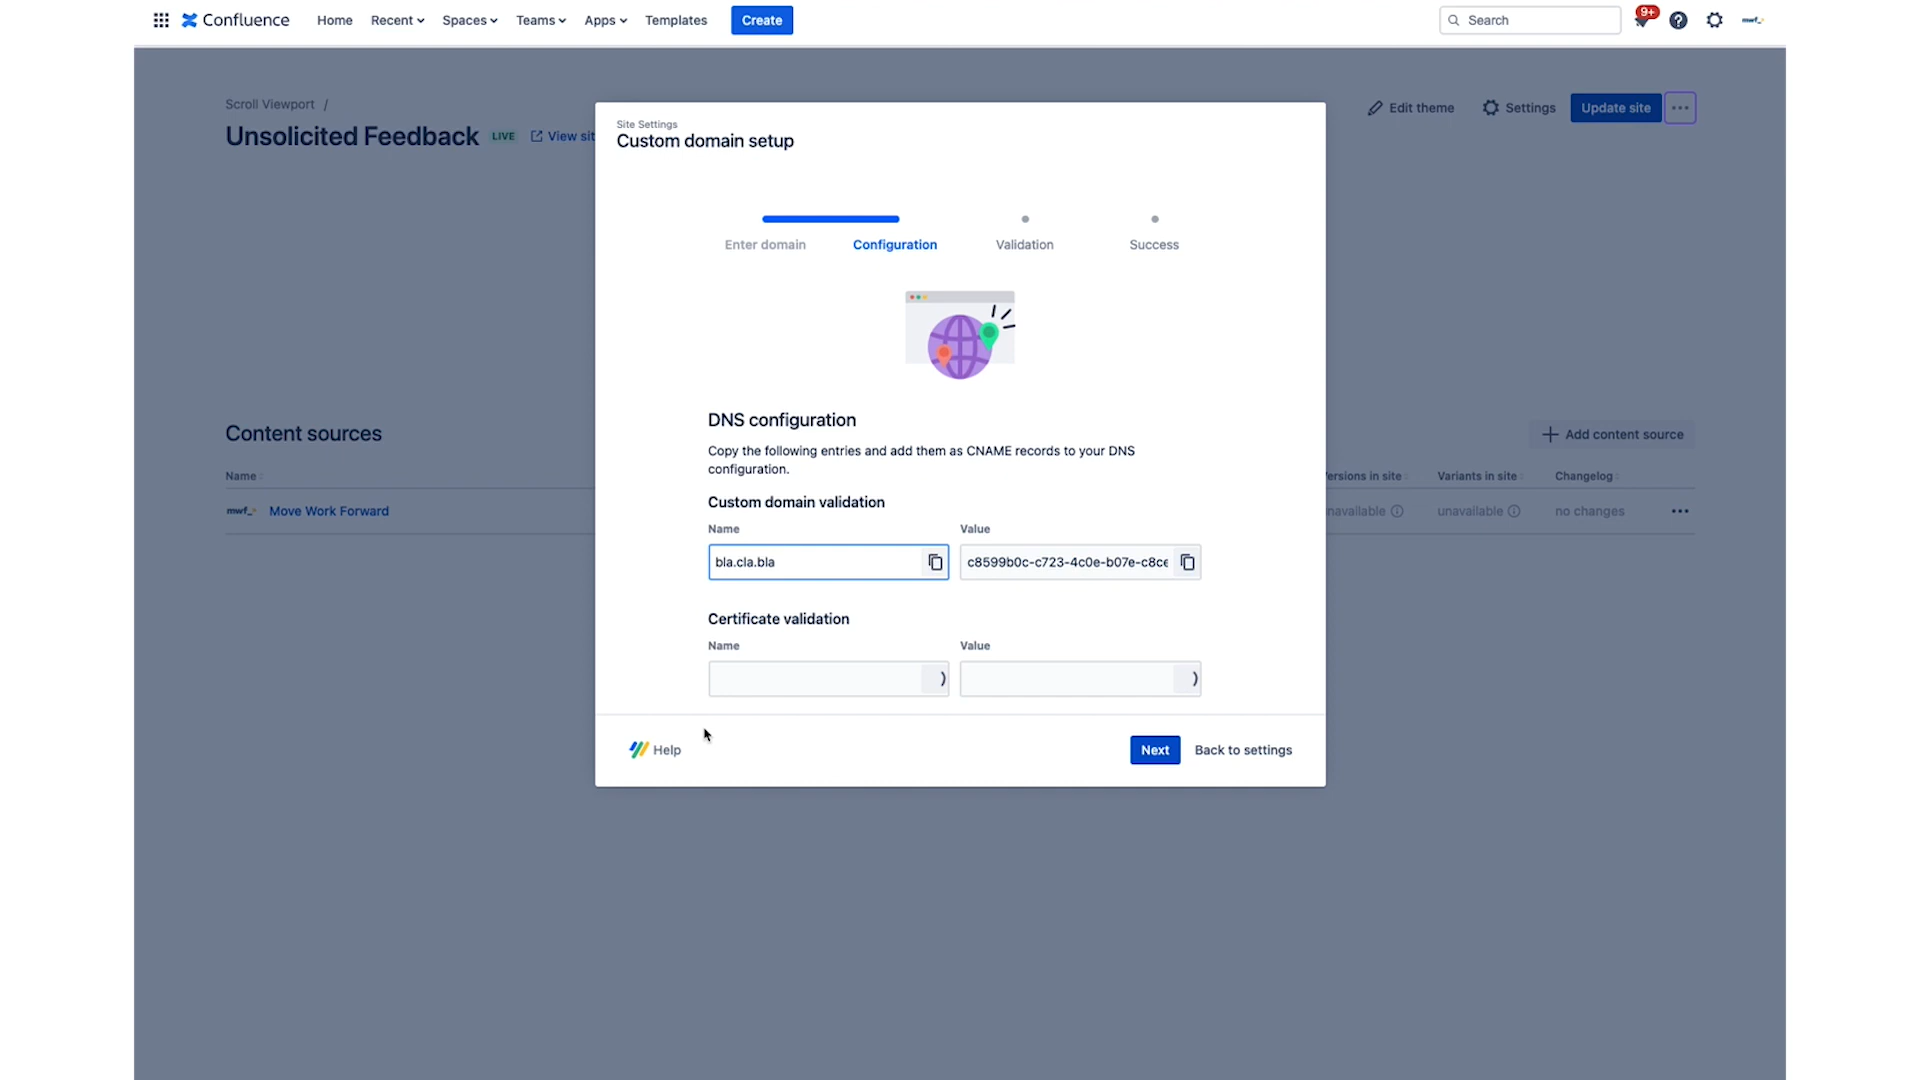 Confluence Home Recent Spaces Teams Apps Templates Create Search 9+ mwf_
Scroll Viewport /
Edit theme Settings Update site
Unsolicited Feedback LIVE View sit
Site Settings
Custom domain setup
Enter domain Configuration Validation Success
DNS configuration
Copy the following entries and add them as CNAME records to your DNS
configuration.
Content sources
Add content source
Name ersions in site Variants in site Changelog
mwf_ Move Work Forward navailable unavailable no changes
Custom domain validation
Name Value
bla.cla.bla c8599b0c-c723-4c0e-b07e-c8ce
Certificate validation
Name Value
Help Next Back to settings